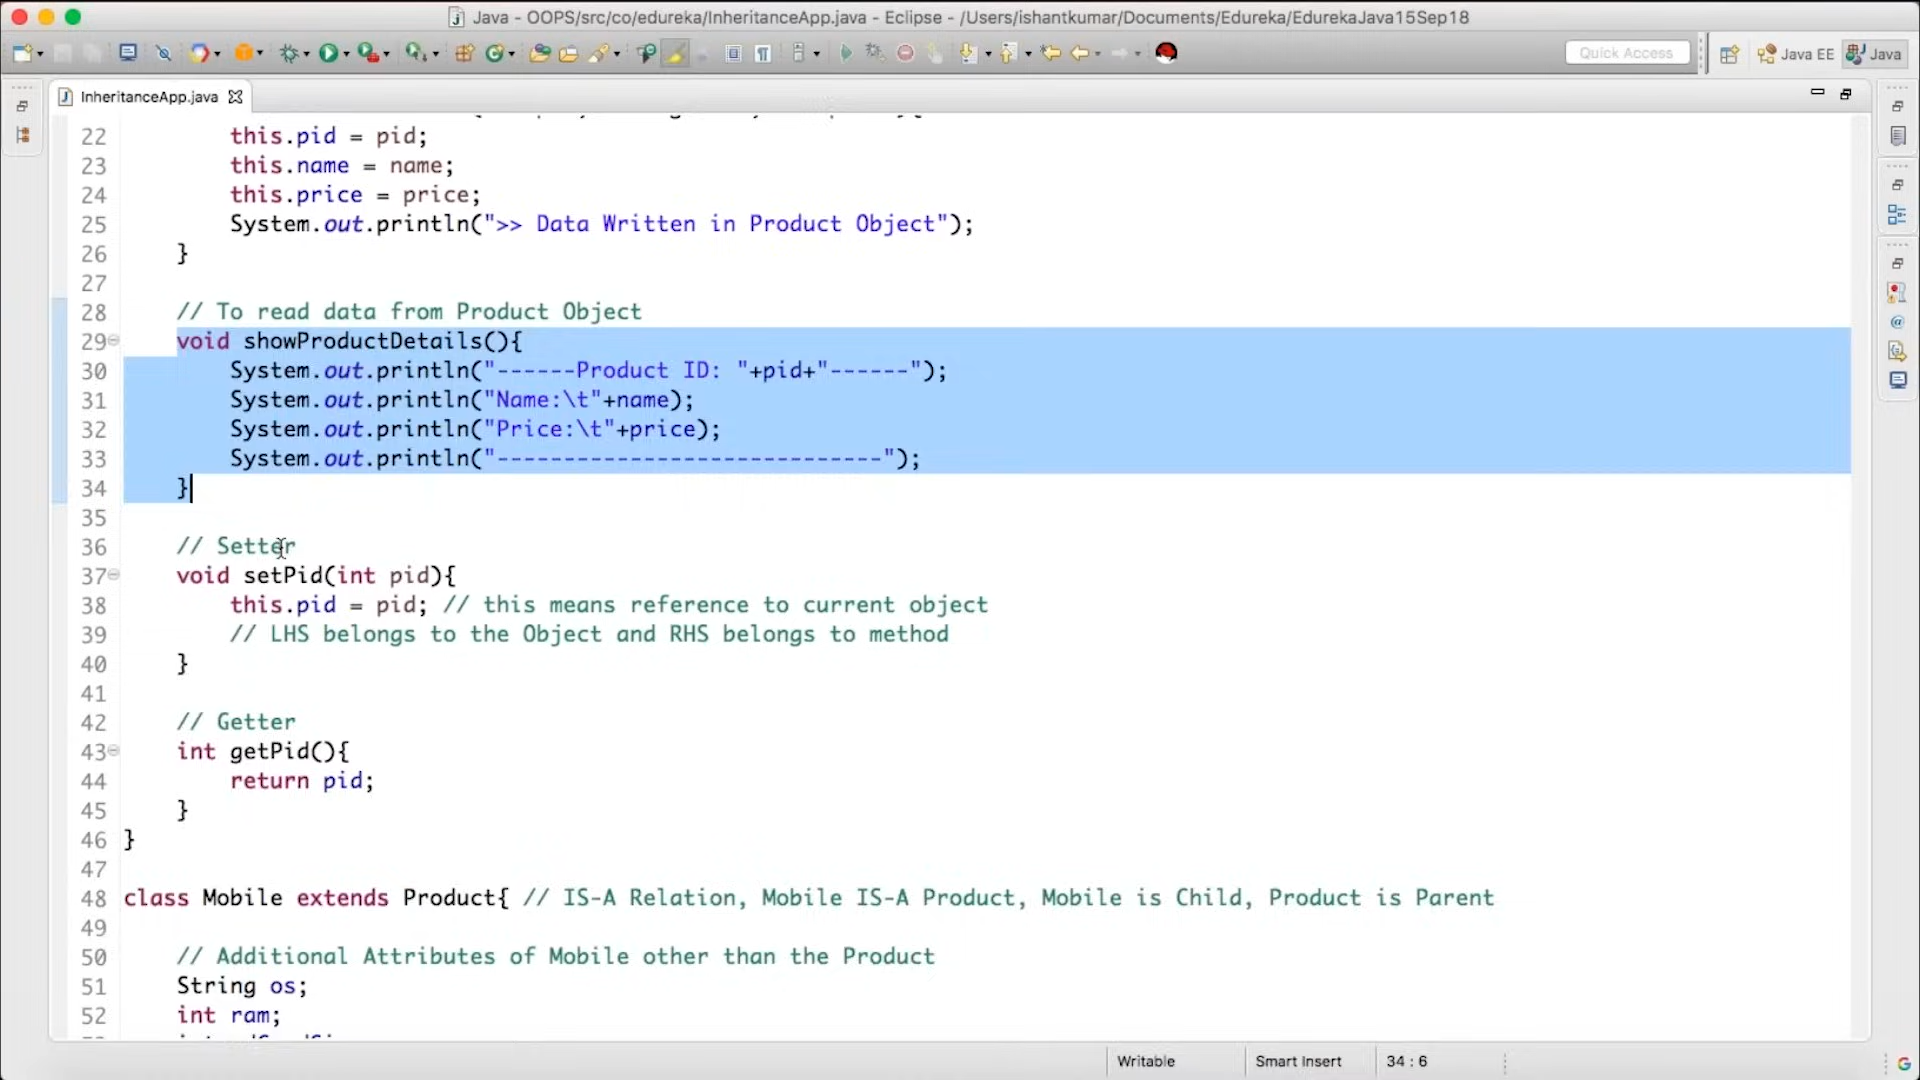 Java - OOPS/src/co/edureka/InheritanceApp.java - Eclipse - /Users/ishantkumar/Documents/Edureka/EdurekaJava15Sep18
Quick Access
Java EE
Java
InheritanceApp.java
22 this.pid = pid;
23 this.name = name;
24 this.price = price;
25 System.out.println(">> Data Written in Product Object");
26 }
27
28 // To read data from Product Object
29 void showProductDetails(){
30 System.out.println("------Product ID: "+pid+"------");
31 System.out.println("Name:\t"+name);
32 System.out.println("Price:\t"+price);
33 System.out.println("-----------------------------");
34 }
35
36 // Setter
37 void setPid(int pid){
38 this.pid = pid; // this means reference to current object
39 // LHS belongs to the Object and RHS belongs to method
40 }
41
42 // Getter
43 int getPid(){
44 return pid;
45 }
46 }
47
48 class Mobile extends Product{ // IS-A Relation, Mobile IS-A Product, Mobile is Child, Product is Parent
49
50 // Additional Attributes of Mobile other than the Product
51 String os;
52 int ram;
Writable
Smart Insert
34 : 6